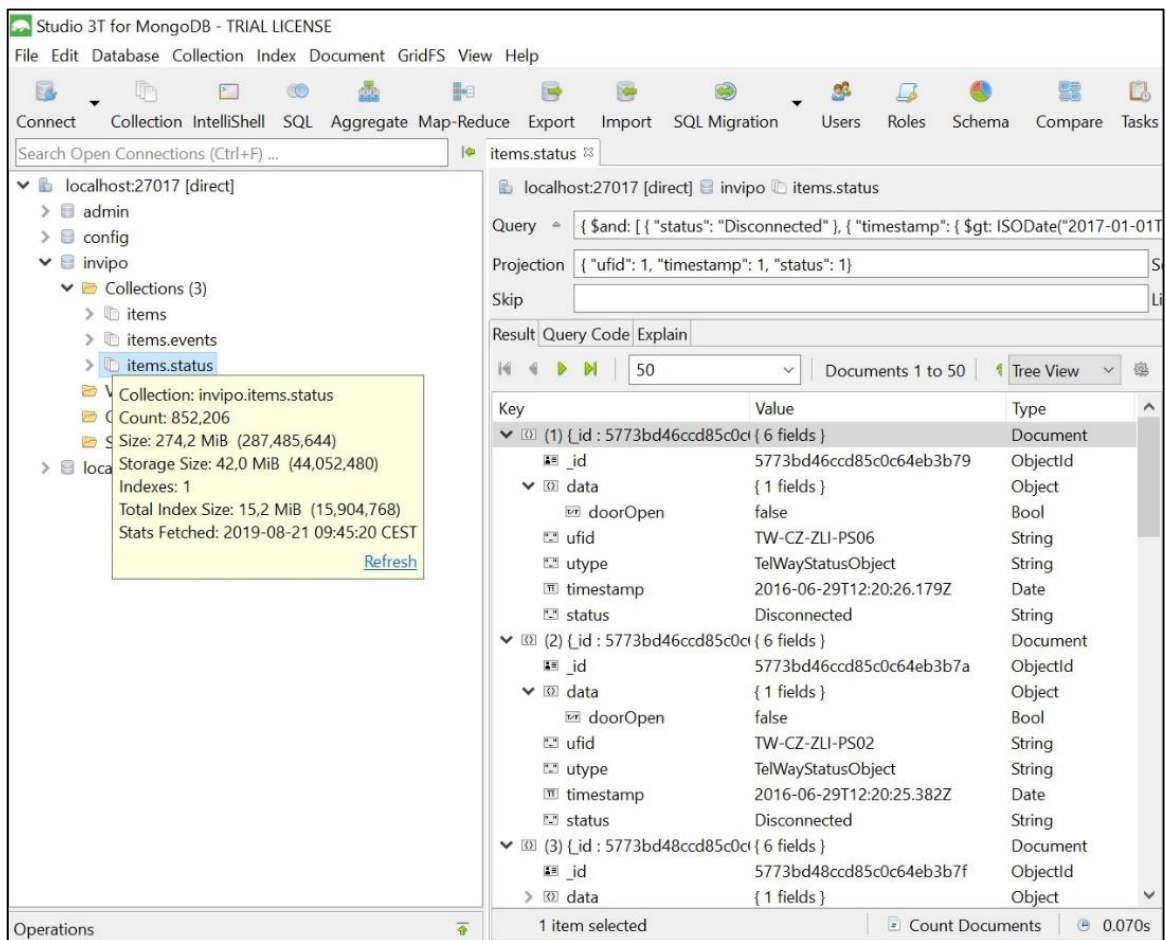 Studio 3T for MongoDB - TRIAL LICENSE
File Edit Database Collection Index Document GridFS View Help
Connect Collection IntelliShell SQL Aggregate Map-Reduce Export Import SQL Migration Users Roles Schema Compare Tasks
Search Open Connections (Ctrl+F) ...
localhost:27017 [direct]
admin
config
invipo
Collections (3)
items
items.events
items.status
Collection: invipo.items.status
Count: 852,206
Size: 274,2 MiB (287,485,644)
Storage Size: 42,0 MiB (44,052,480)
Indexes: 1
Total Index Size: 15,2 MiB (15,904,768)
Stats Fetched: 2019-08-21 09:45:20 CEST
Refresh
V
S
loca
Operations
items.status
localhost:27017 [direct] invipo items.status
Query { $and: [ { "status": "Disconnected" }, { "timestamp": { $gt: ISODate("2017-01-01T
Projection { "ufid": 1, "timestamp": 1, "status": 1}
Skip
Li
Result Query Code Explain
50 Documents 1 to 50 Tree View
Key Value Type
(1) {_id : 5773bd46ccd85c0c { 6 fields } Document
_id 5773bd46ccd85c0c64eb3b79 ObjectId
data { 1 fields } Object
doorOpen false Bool
ufid TW-CZ-ZLI-PS06 String
utype TelWayStatusObject String
timestamp 2016-06-29T12:20:26.179Z Date
status Disconnected String
(2) {_id : 5773bd46ccd85c0c { 6 fields } Document
_id 5773bd46ccd85c0c64eb3b7a ObjectId
data { 1 fields } Object
doorOpen false Bool
ufid TW-CZ-ZLI-PS02 String
utype TelWayStatusObject String
timestamp 2016-06-29T12:20:25.382Z Date
status Disconnected String
(3) {_id : 5773bd48ccd85c0c { 6 fields } Document
_id 5773bd48ccd85c0c64eb3b7f ObjectId
data { 1 fields } Object
1 item selected Count Documents 0.070s